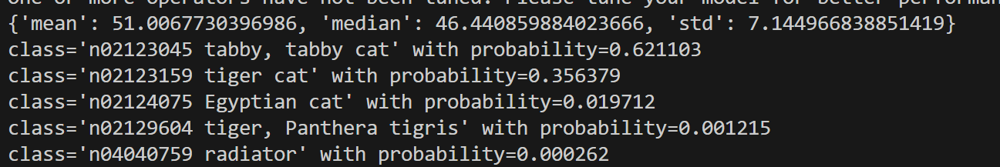 one or more operators have not been tuned. Please tune your model for better performan
{'mean': 51.0067730396986, 'median': 46.440859884023666, 'std': 7.144966838851419}
class='n02123045 tabby, tabby cat' with probability=0.621103
class='n02123159 tiger cat' with probability=0.356379
class='n02124075 Egyptian cat' with probability=0.019712
class='n02129604 tiger, Panthera tigris' with probability=0.001215
class='n04040759 radiator' with probability=0.000262